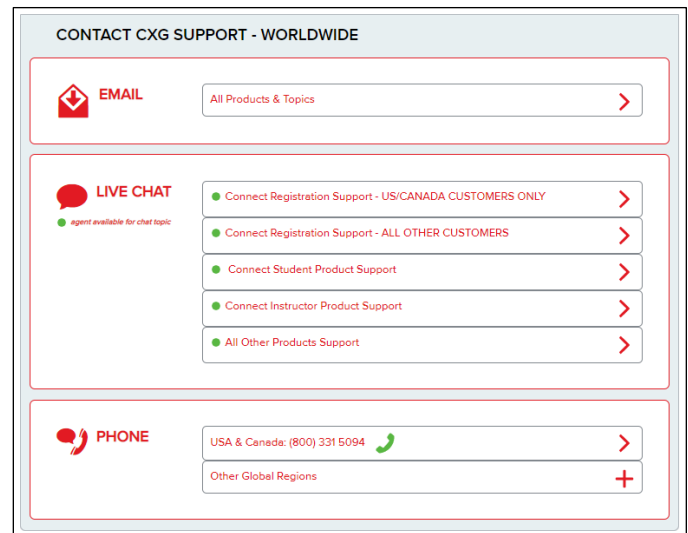 CONTACT CXG SUPPORT - WORLDWIDE
EMAIL
All Products & Topics
LIVE CHAT
agent available for chat topic
Connect Registration Support - US/CANADA CUSTOMERS ONLY
Connect Registration Support - ALL OTHER CUSTOMERS
Connect Student Product Support
Connect Instructor Product Support
All Other Products Support
PHONE
USA & Canada: (800) 331 5094
Other Global Regions